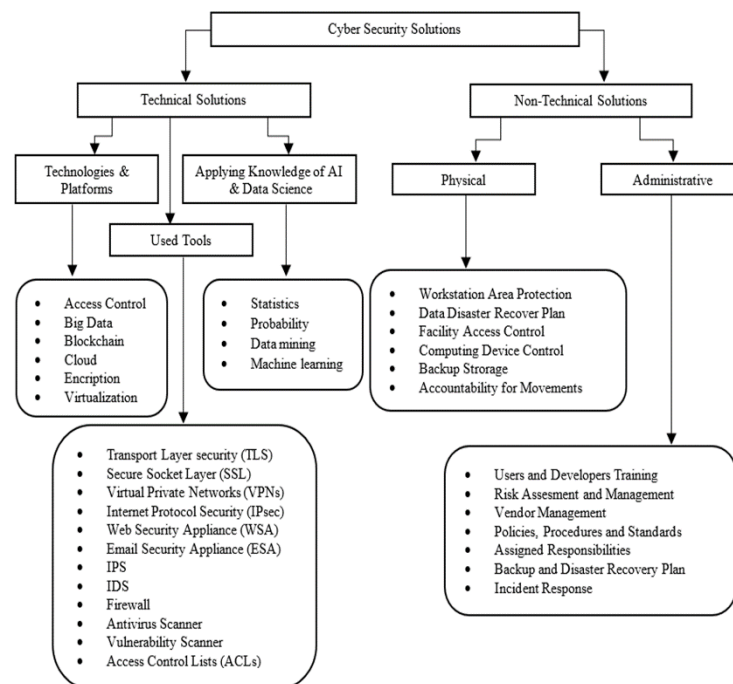 Cyber Security Solutions
Technical Solutions
Non-Technical Solutions
Technologies &
Platforms
Applying Knowledge of AI
& Data Science
Physical
Administrative
Used Tools
• Access Control
• Big Data
• Blockchain
• Cloud
• Encription
• Virtualization
• Statistics
• Probability
• Data mining
• Machine learning
• Workstation Area Protection
• Data Disaster Recover Plan
• Facility Access Control
• Computing Device Control
• Backup Strorage
• Accountability for Movements
• Transport Layer security (TLS)
• Secure Socket Layer (SSL)
• Virtual Private Networks (VPNs)
• Internet Protocol Security (IPsec)
• Web Security Appliance (WSA)
• Email Security Appliance (ESA)
• IPS
• IDS
• Firewall
• Antivirus Scanner
• Vulnerability Scanner
• Access Control Lists (ACLs)
• Users and Developers Training
• Risk Assesment and Management
• Vendor Management
• Policies, Procedures and Standards
• Assigned Responsibilities
• Backup and Disaster Recovery Plan
• Incident Response